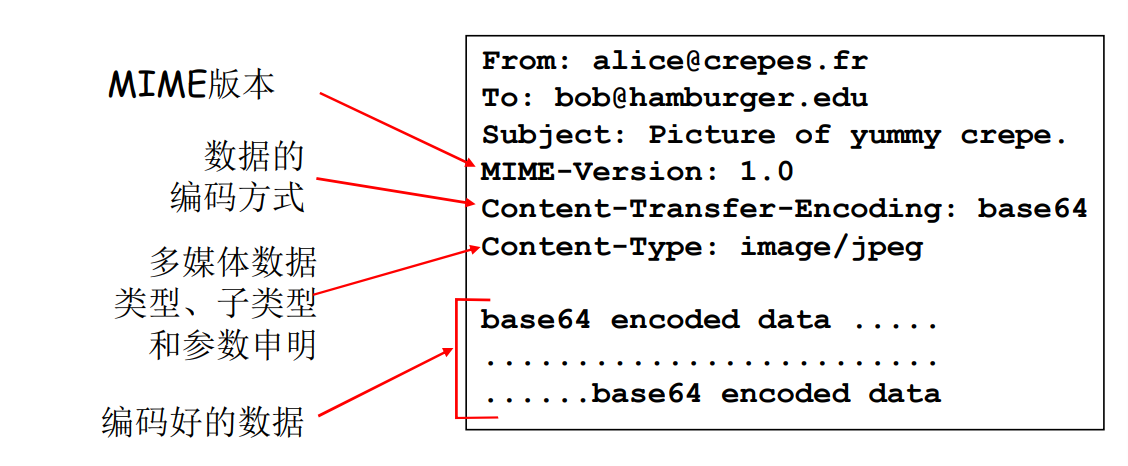 MIME版本
数据的
编码方式
多媒体数据
类型、子类型
和参数申明
编码好的数据
From: alice@crepes.fr
To: bob@hamburger.edu
Subject: Picture of yummy crepe.
MIME-Version: 1.0
Content-Transfer-Encoding: base64
Content-Type: image/jpeg
base64 encoded data .....
.........................
......base64 encoded data